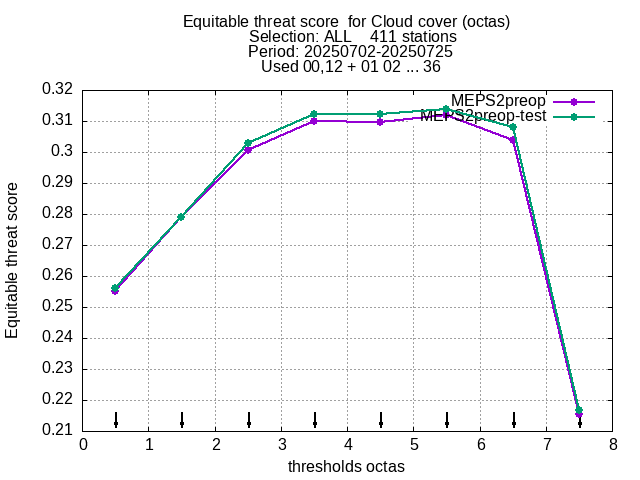 Equitable threat score  for Cloud cover (octas)
Selection: ALL    411 stations
Period: 20250702-20250725
Used 00,12 + 01 02 ... 36
MEPS2preop
MEPS2preop-test
0.32
0.31
0.3
0.29
0.28
0.27
0.26
0.25
0.24
0.23
0.22
0.21
Equitable threat score
0 1 2 3 4 5 6 7 8
thresholds octas